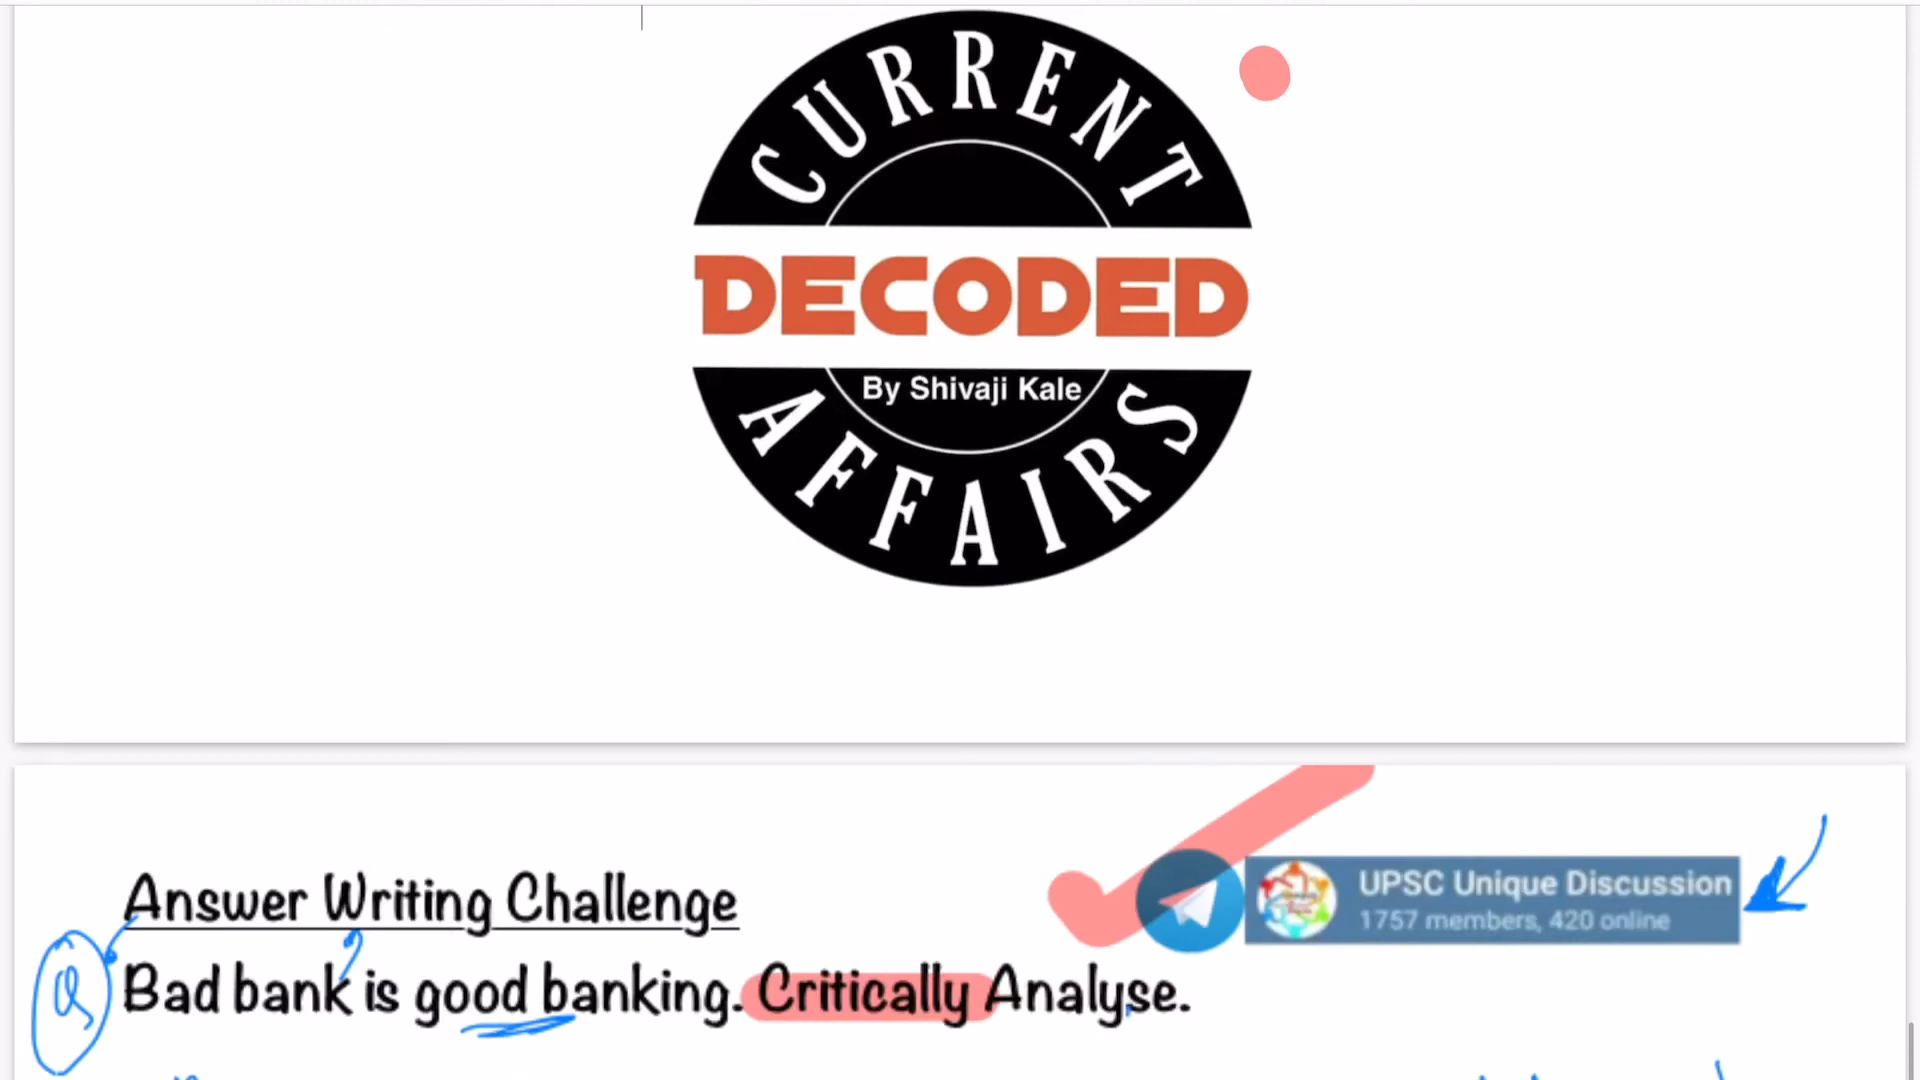 CURRENT
DECODED
By Shivaji Kale
AFFAIRS
Answer Writing Challenge
UPSC Unique Discussion
1757 members, 420 online
Q Bad bank is good banking. Critically Analyse.